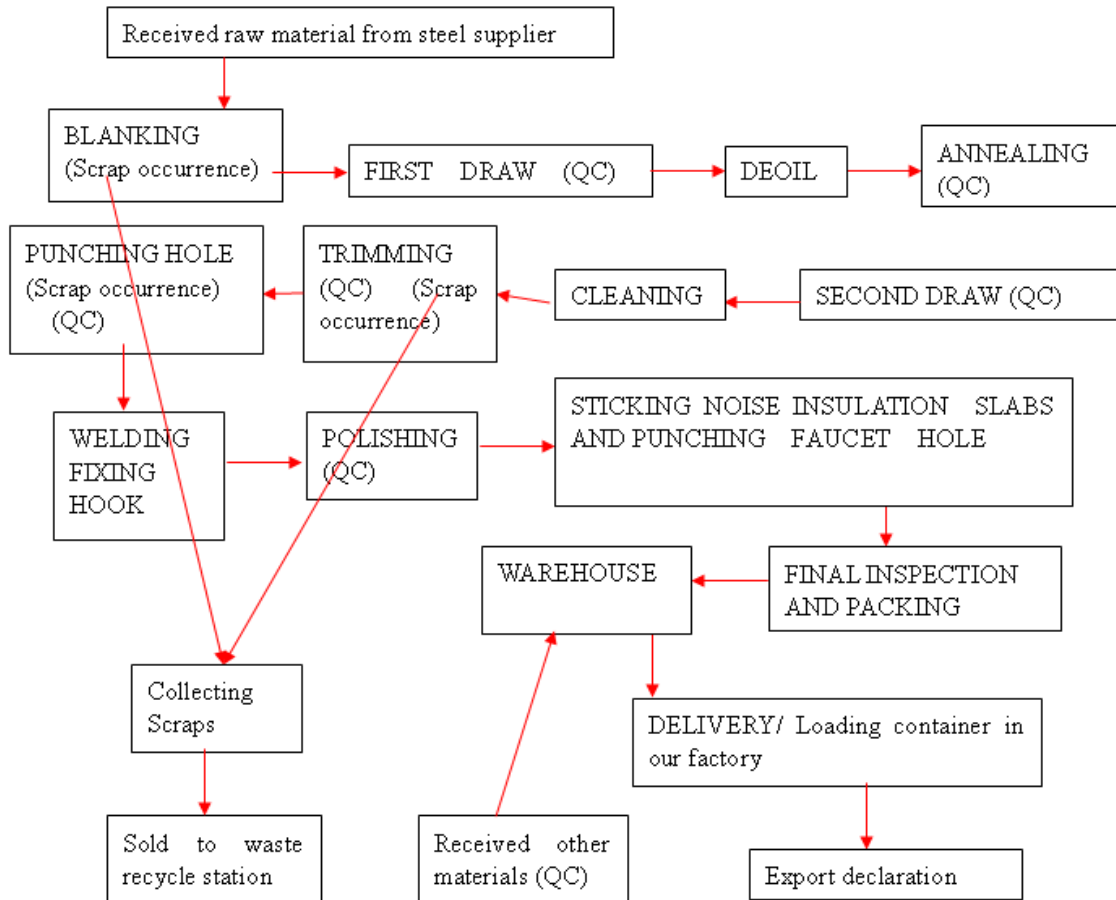 Received raw material from steel supplier
BLANKING
(Scrap occurrence)
FIRST DRAW (QC)
DEOIL
ANNEALING
(QC)
PUNCHING HOLE
(Scrap occurrence)
(QC)
TRIMMING
(QC) (Scrap
occurrence)
CLEANING
SECOND DRAW (QC)
WELDING
FIXING
HOOK
POLISHING
(QC)
STICKING NOISE INSULATION SLABS
AND PUNCHING FAUCET HOLE
WAREHOUSE
FINAL INSPECTION
AND PACKING
Collecting
Scraps
DELIVERY/ Loading container in
our factory
Sold to waste
recycle station
Received other
materials (QC)
Export declaration